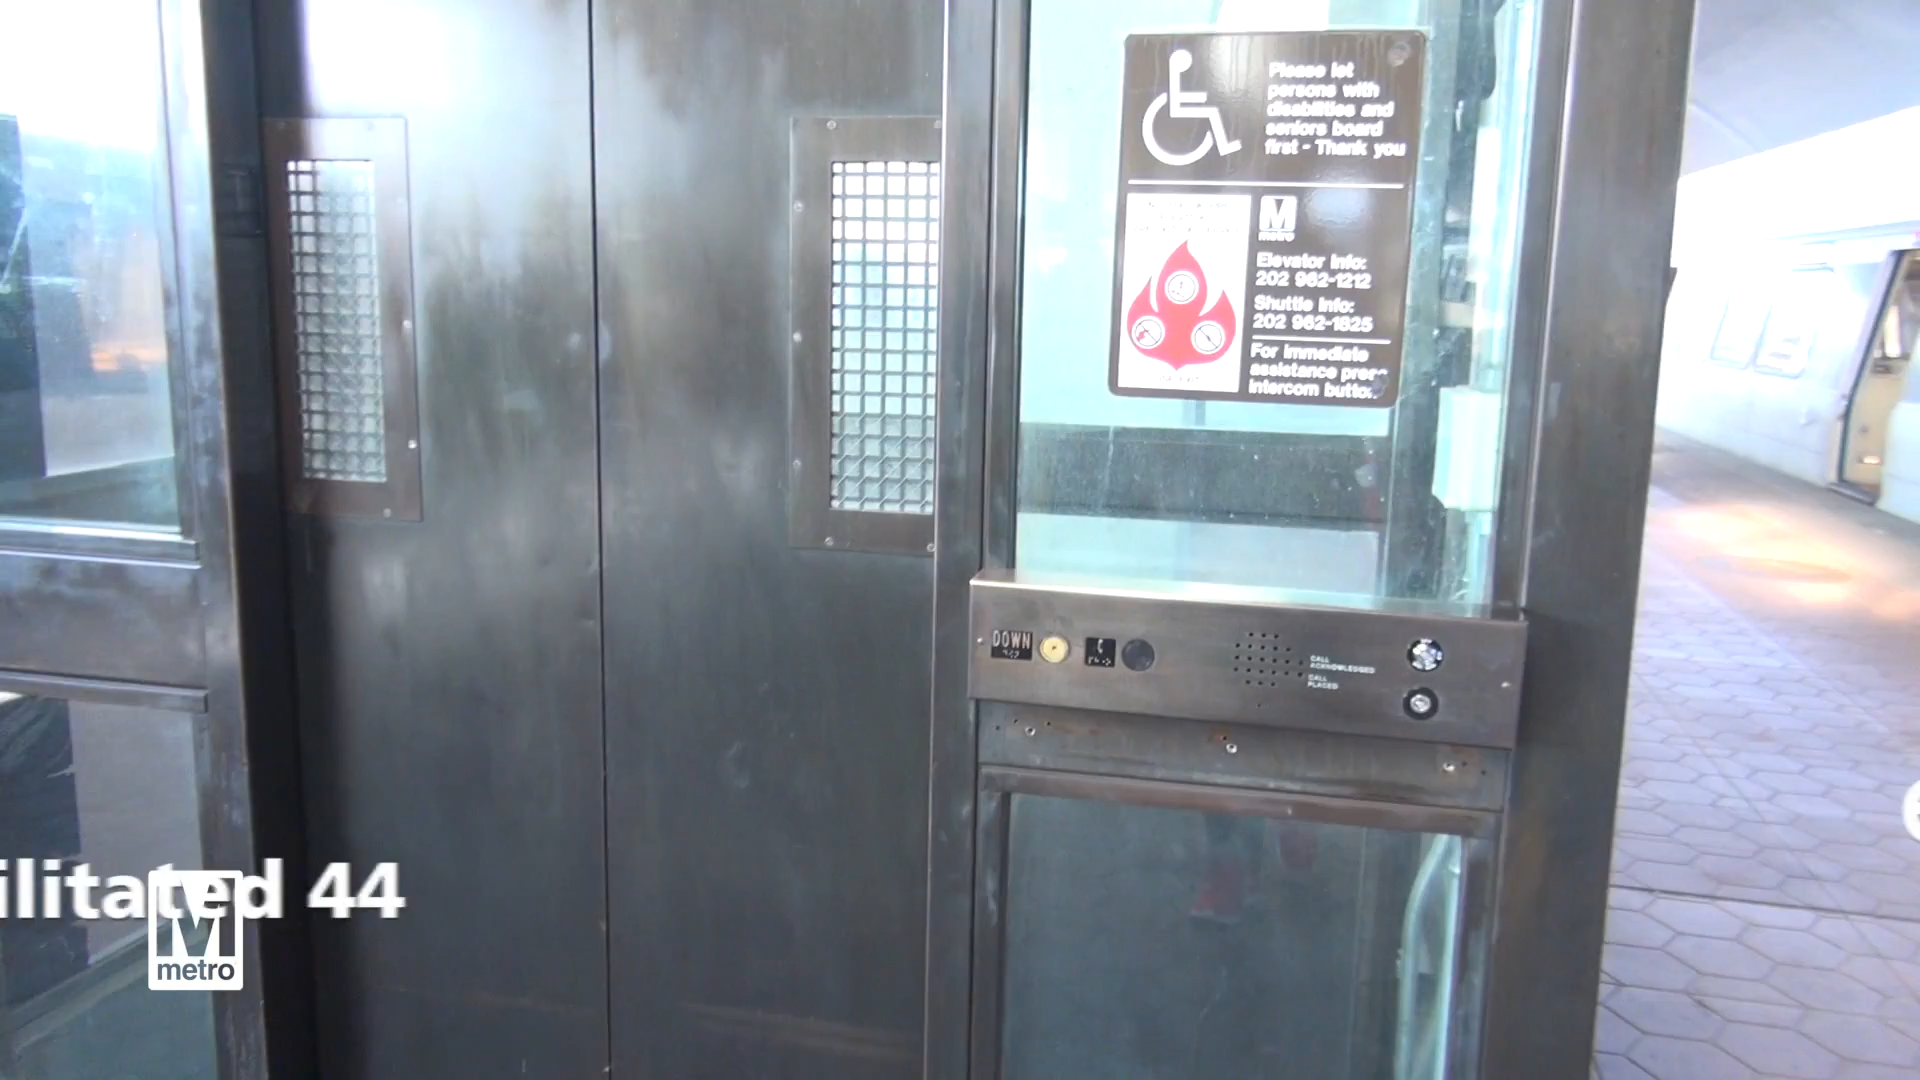 Please let
persons with
disabilities and
seniors board
first - Thank you
M
metro
Elevator Info:
202 962-1212
Shuttle Info:
202 962-1825
For immediate
assistance press
intercom button.
DOWN
CALL
ACKNOWLEDGED
CALL
PLACED
ilitated 44
M
metro